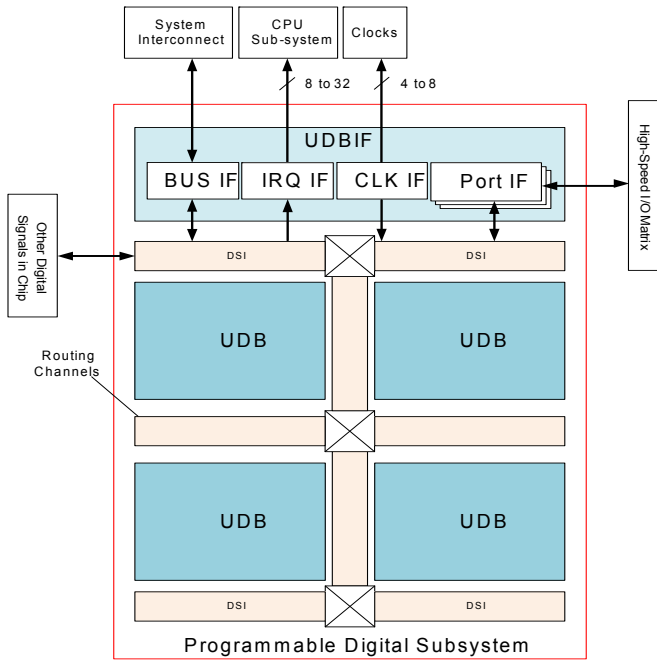 System
Interconnect
CPU
Sub-system
Clocks
8 to 32
4 to 8
High-Speed I/O Matrix
UDBIF
BUS IF
IRQ IF
CLK IF
Port IF
Other Digital
Signals in Chip
DSI
DSI
UDB
UDB
Routing
Channels
UDB
UDB
DSI
DSI
Programmable Digital Subsystem